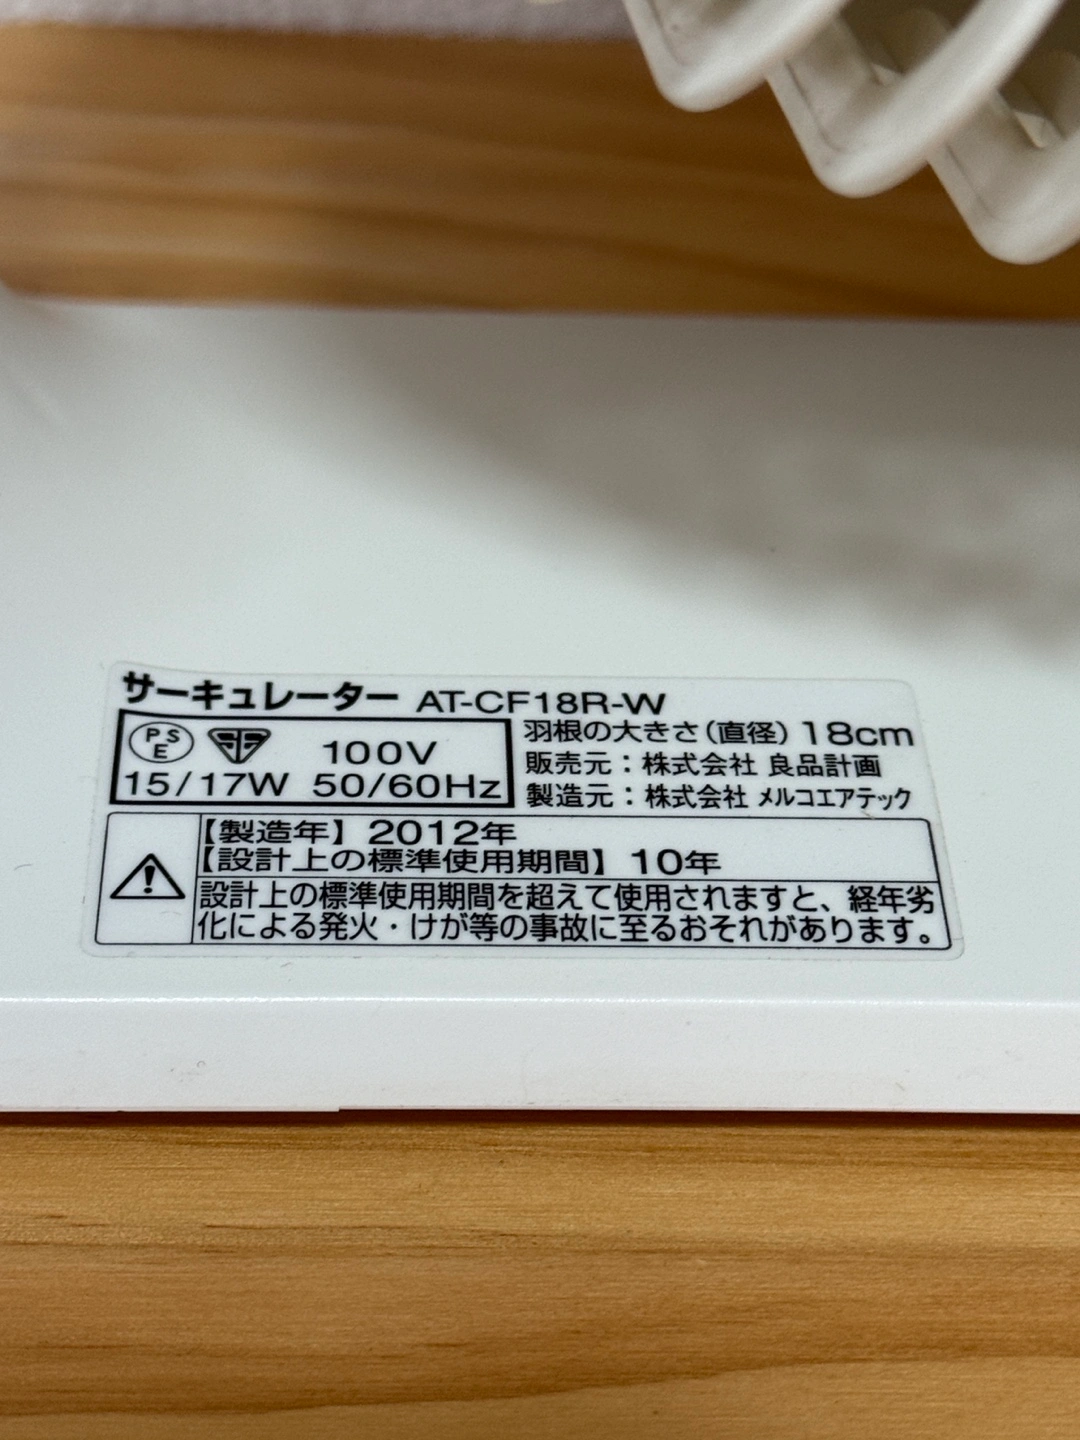 サーキュレーター AT-CF18R-W
PSE 100V
15/17W 50/60Hz
羽根の大きさ(直径) 18cm
販売元:株式会社 良品計画
製造元:株式会社 メルコエアテック
【製造年】2012年
【設計上の標準使用期間】10年
設計上の標準使用期間を超えて使用されますと、経年劣
化による発火・けが等の事故に至るおそれがあります。